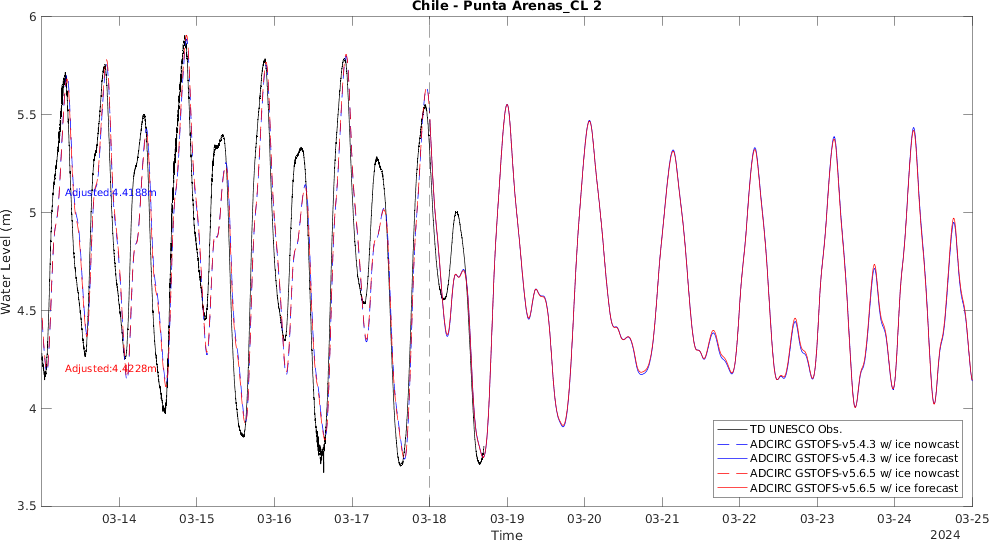 Chile - Punta Arenas_CL 2
6
5.5
5
4.5
4
3.5
Water Level (m)
Adjusted:4.4188m
Adjusted:4.4228m
TD UNESCO Obs.
ADCIRC GSTOFS-v5.4.3 w/ ice nowcast
ADCIRC GSTOFS-v5.4.3 w/ ice forecast
ADCIRC GSTOFS-v5.6.5 w/ ice nowcast
ADCIRC GSTOFS-v5.6.5 w/ ice forecast
03-14 03-15 03-16 03-17 03-18 03-19 03-20 03-21 03-22 03-23 03-24 03-25
Time
2024